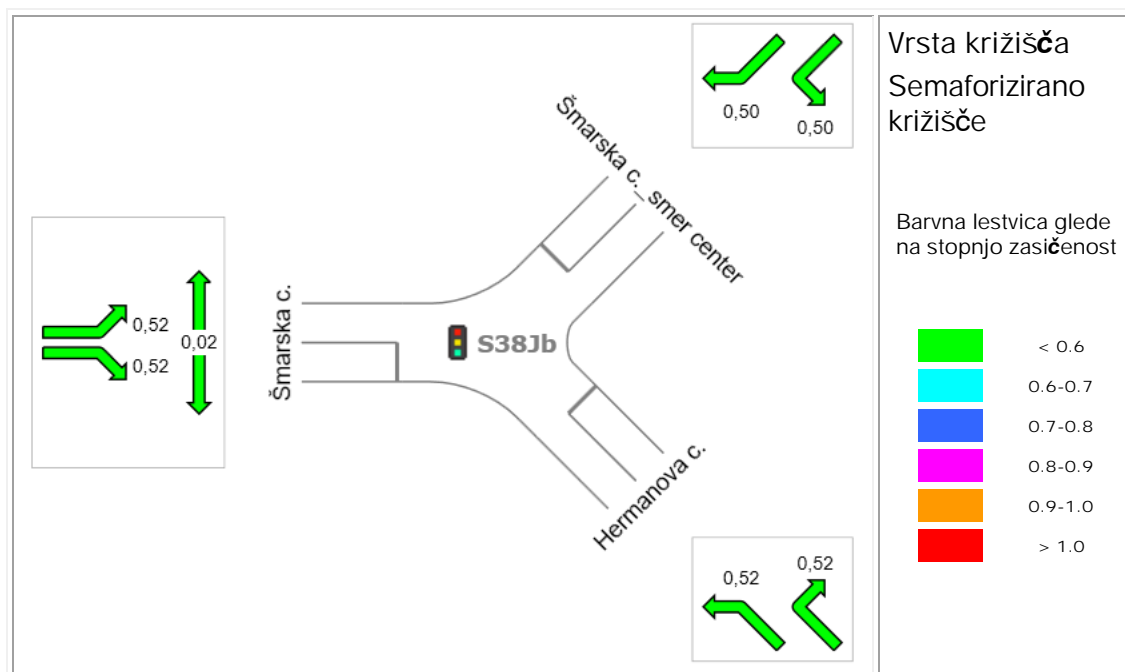 0,50
0,50
Šmarska c._smer center
0,52
0,52
0,02
Šmarska c.
S38Jb
Hermanova c.
0,52
0,52
Vrsta križišča
Semaforizirano
križišče
Barvna lestvica glede
na stopnjo zasičenost
< 0.6
0.6-0.7
0.7-0.8
0.8-0.9
0.9-1.0
> 1.0